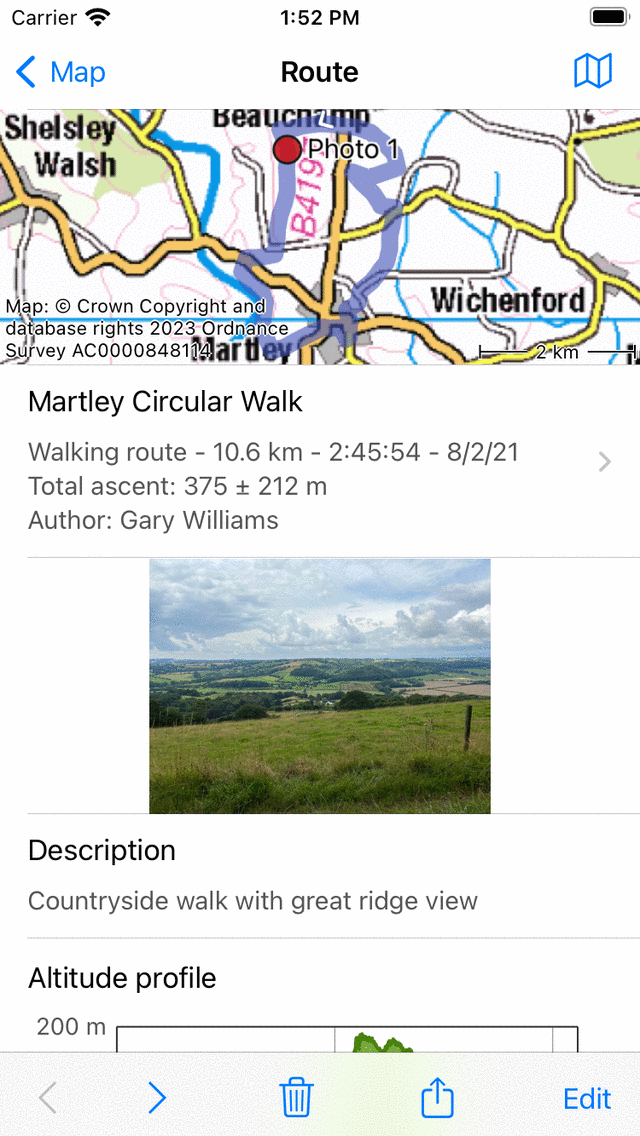 Carrier 1:52 PM
Map Route
Beauchamp
Shelsley
Walsh
Photo 1
B4197
Wichenford
Map: © Crown Copyright and
database rights 2023 Ordnance
Survey AC0000848114
Martley
2 km
Martley Circular Walk
Walking route - 10.6 km - 2:45:54 - 8/2/21
Total ascent: 375 ± 212 m
Author: Gary Williams
Description
Countryside walk with great ridge view
Altitude profile
200 m
Edit